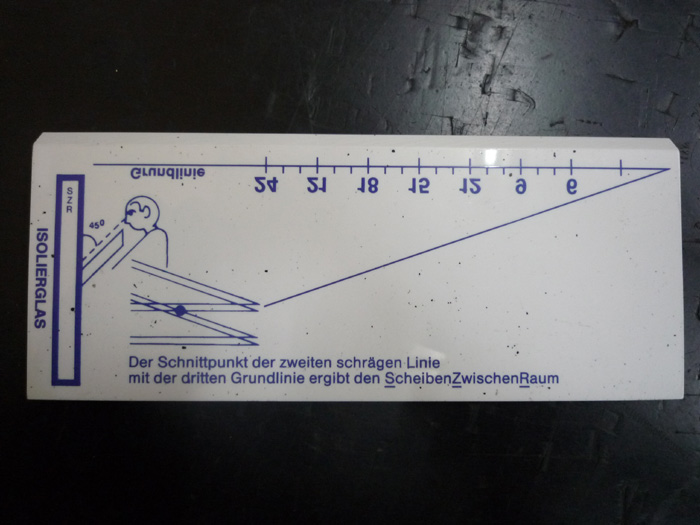 Grundlinie
24 21 18 15 12 9 6
SZR
45°
ISOLIERGLAS
Der Schnittpunkt der zweiten schrägen Linie
mit der dritten Grundlinie ergibt den ScheibenZwischenRaum